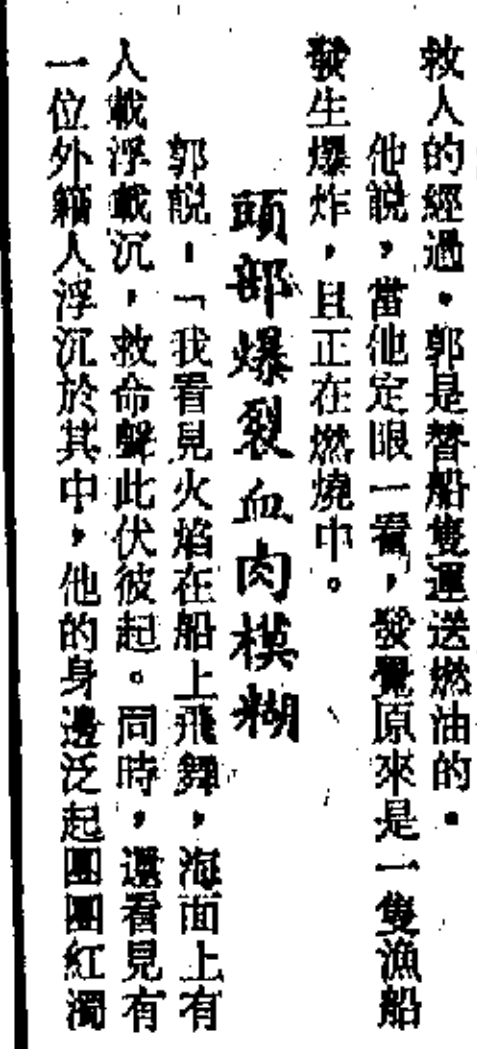 救人的經過。郭是替船隻運送燃油的。
他說,當他定眼一看,發覺原來是一隻漁船
發生爆炸,且正在燃燒中。
頭部爆裂血肉模糊
郭說,「我看見火焰在船上飛舞,海面上有
人載浮載沉,救命聲此伏彼起。同時,還看見有
一位外籍人浮沉於其中,他的身邊泛起團團紅濁